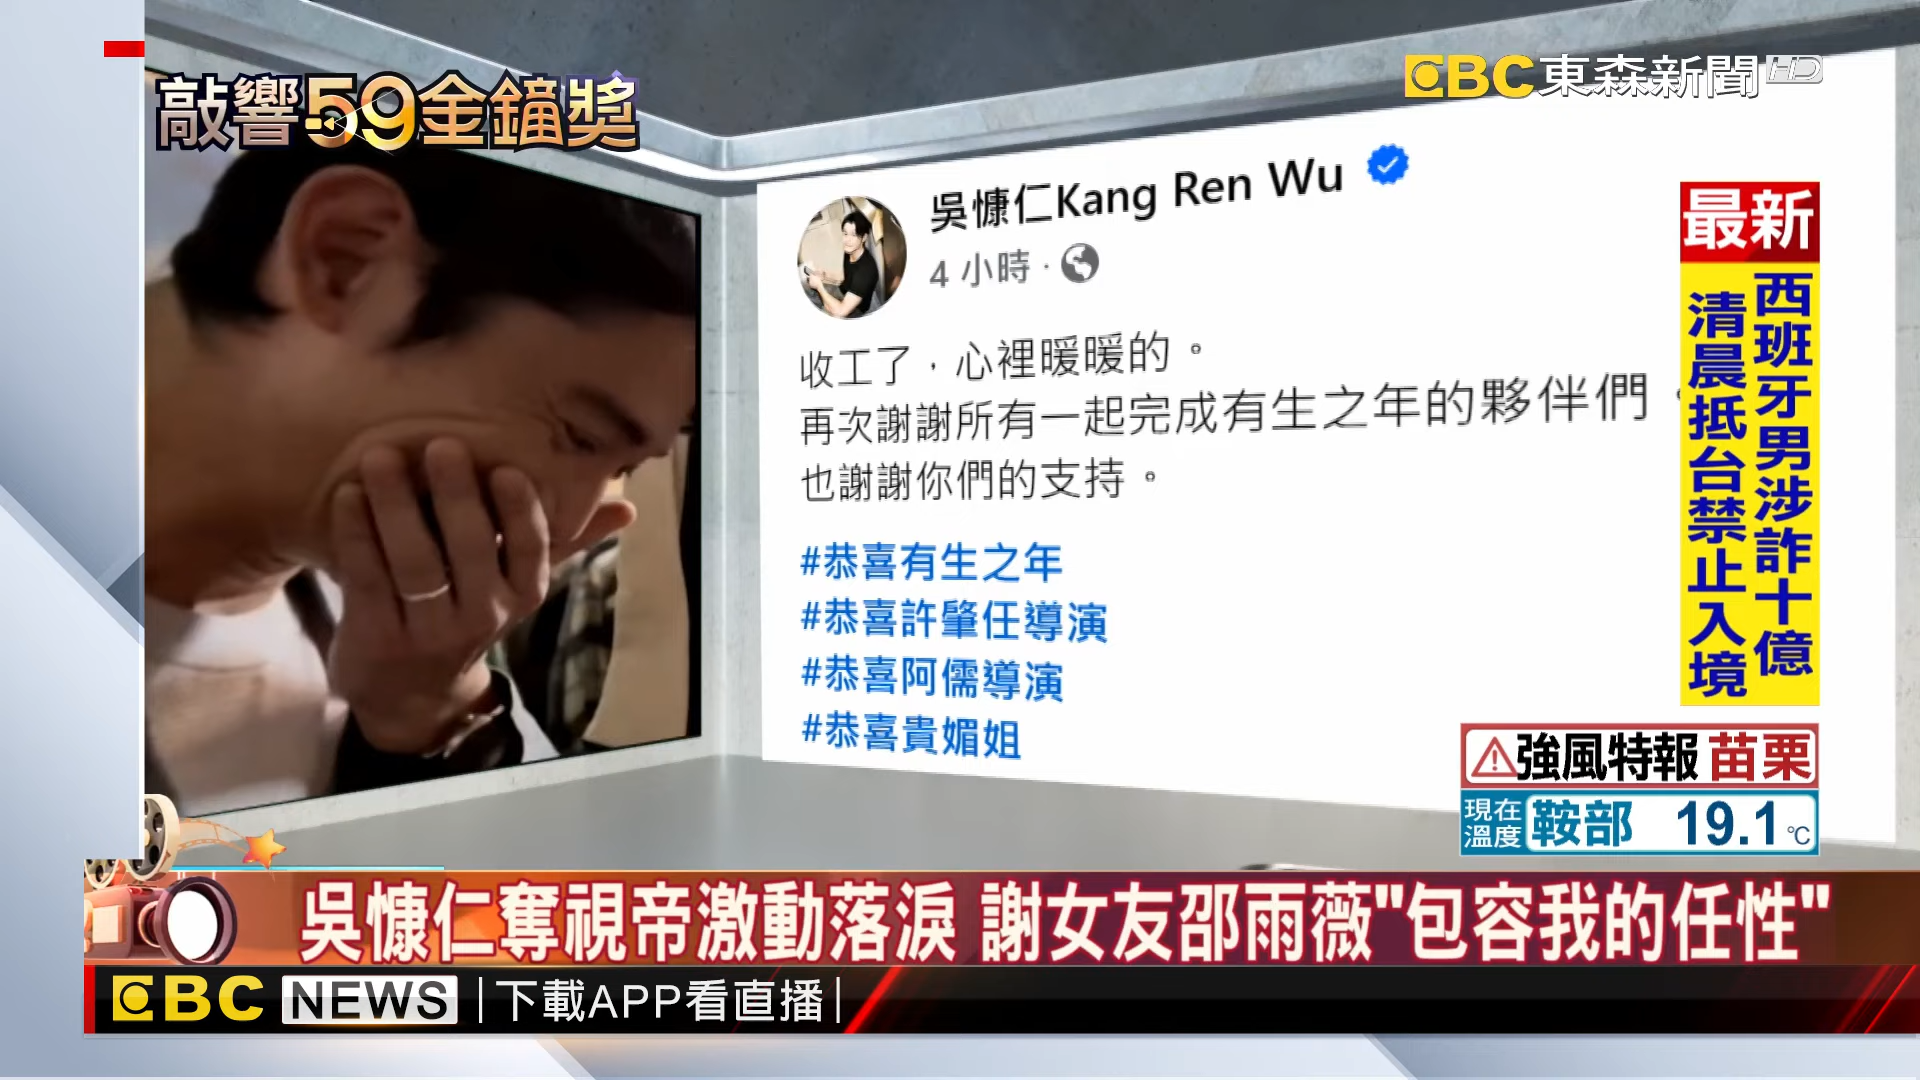 敲響59金鐘獎
EBC東森新聞HD
吳慷仁Kang Ren Wu
4 小時 ·
收工了，心裡暖暖的。
再次謝謝所有一起完成有生之年的夥伴們。
也謝謝你們的支持。
#恭喜有生之年
#恭喜許肇任導演
#恭喜阿儒導演
#恭喜貴媚姐
最新
西班牙男涉詐十億
清晨抵台禁止入境
強風特報 苗栗
現在溫度 鞍部 19.1℃
吳慷仁奪視帝激動落淚 謝女友邵雨薇"包容我的任性"
EBC NEWS |下載APP看直播|